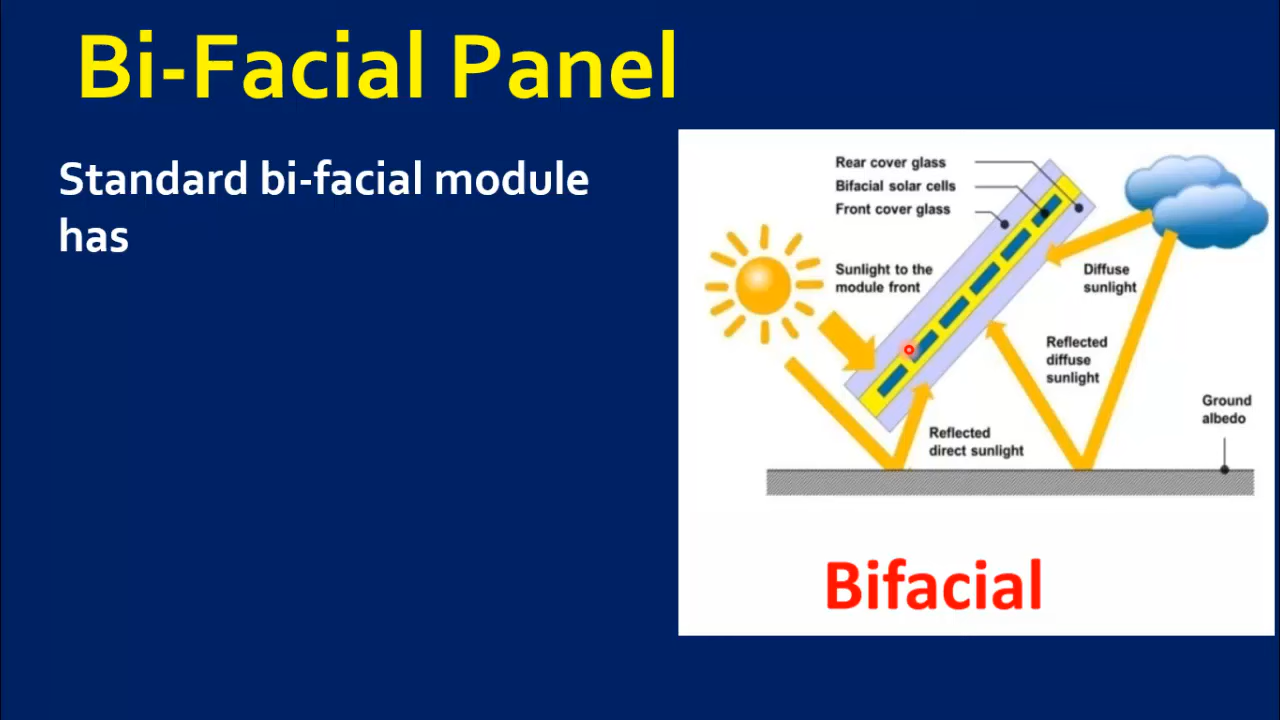 Bi-Facial Panel
Standard bi-facial module
has
Rear cover glass
Bifacial solar cells
Front cover glass
Sunlight to the
module front
Diffuse
sunlight
Reflected
diffuse
sunlight
Ground
albedo
Reflected
direct sunlight
Bifacial